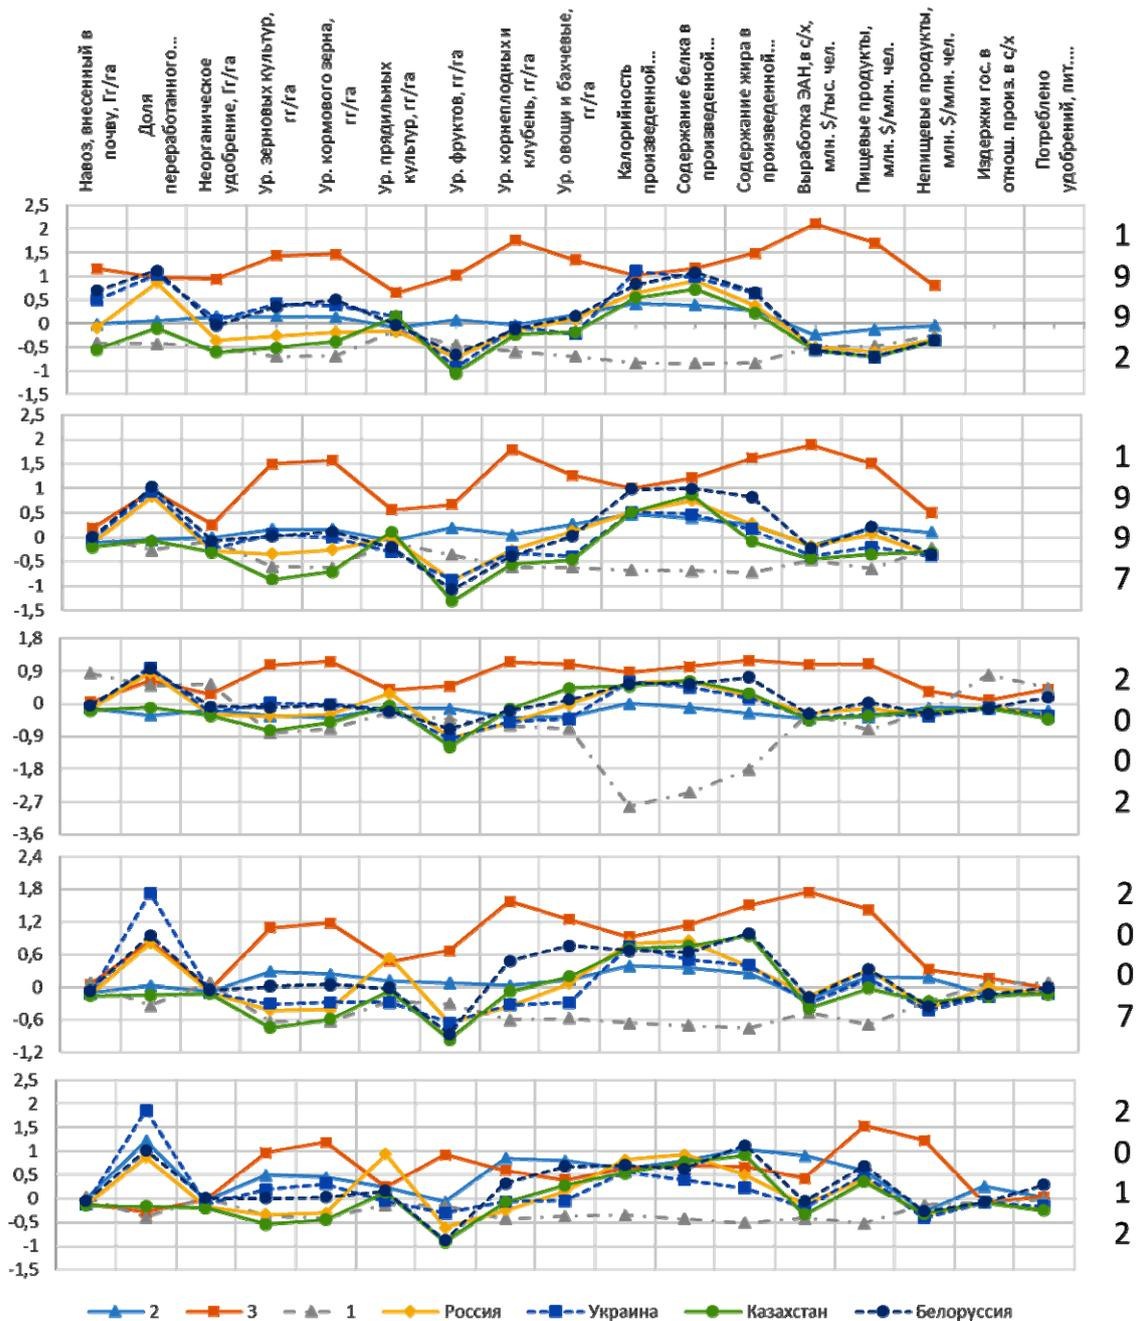 Навоз, внесенный в
почву, Гг/га
Доля
переработанного...
Неорганическое
удобрение, Гг/га
Ур. зерновых культур,
гг/га
Ур. кормового зерна,
гг/га
Ур. прядильных
культур, гг/га
Ур. фруктов, гг/га
Ур. корнеплодных и
клубень, гг/га
Ур. овощи и бахчевые,
гг/га
Калорийность
произведенной...
Содержание белка в
произведенной...
Содержание жира в
произведенной...
Выработка ЭАН,в с/х,
млн. $/тыс. чел.
Пищевые продукты,
млн. $/млн. чел.
Непищевые продукты,
млн. $/млн. чел.
Издержки гос. в
отнош. произ. в с/х
Потреблено
удобрений, пит....
2,5
2
1,5
1
0,5
0
-0,5
-1
-1,5
1
9
9
2
2,5
2
1,5
1
0,5
0
-0,5
-1
-1,5
1
9
9
7
1,8
0,9
0
-0,9
-1,8
-2,7
-3,6
2
0
0
2
2,4
1,8
1,2
0,6
0
-0,6
-1,2
2
0
0
7
2,5
2
1,5
1
0,5
0
-0,5
-1
-1,5
2
0
1
2
2 3 1 Россия Украина Казахстан Белоруссия